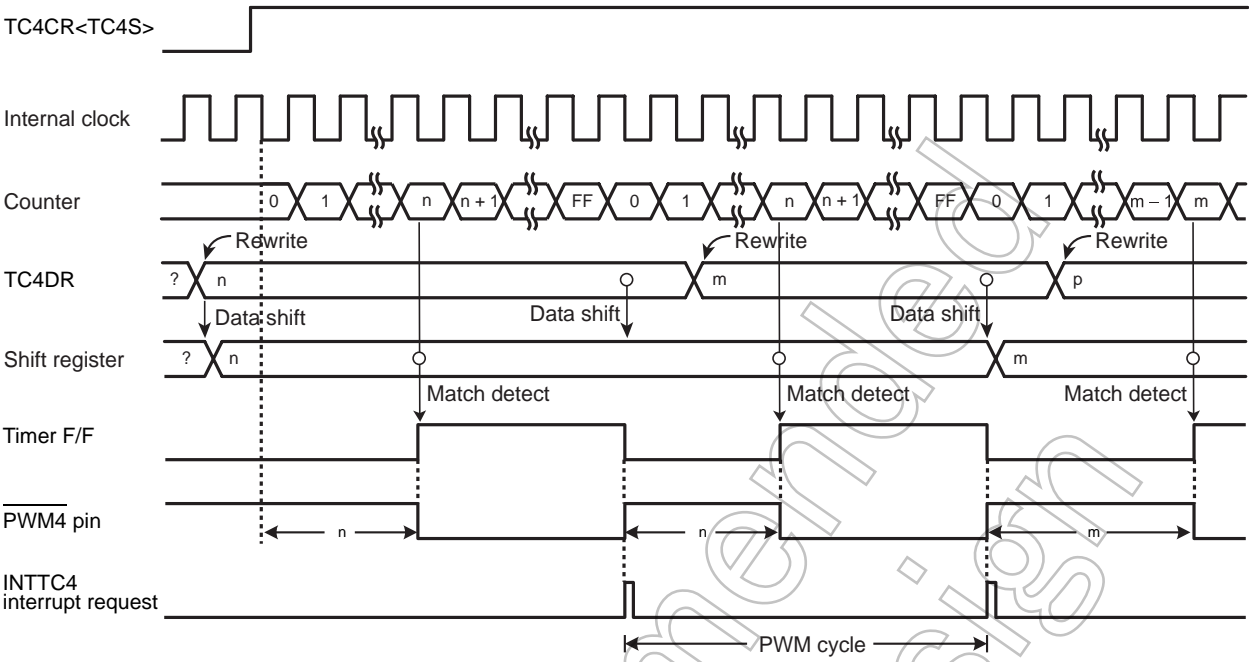 TC4CR<TC4S>
Internal clock
Counter 0 1 n n + 1 FF 0 1 n n + 1 FF 0 1 m – 1 m
Rewrite Rewrite Rewrite
TC4DR ? n m p
Data shift Data shift Data shift
Shift register ? n m
Match detect Match detect Match detect
Timer F/F
PWM4 pin
n n m
INTTC4
interrupt request
PWM cycle
mended
sign